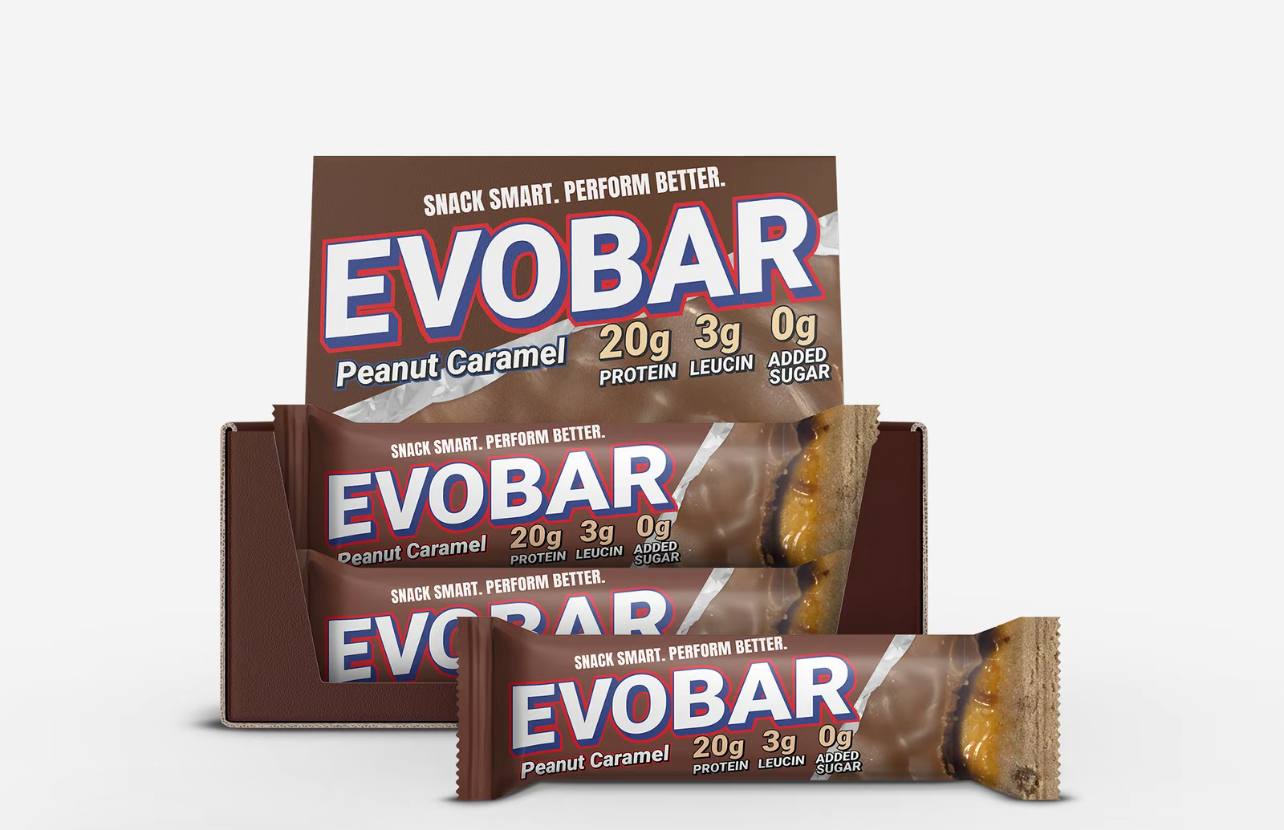 SNACK SMART. PERFORM BETTER.
EVOBAR
Peanut Caramel
20g PROTEIN
3g LEUCIN
0g ADDED SUGAR
SNACK SMART. PERFORM BETTER.
EVOBAR
Peanut Caramel
20g PROTEIN
3g LEUCIN
0g ADDED SUGAR
SNACK SMART. PERFORM BETTER.
EVOBAR
SNACK SMART. PERFORM BETTER.
EVOBAR
Peanut Caramel
20g PROTEIN
3g LEUCIN
0g ADDED SUGAR